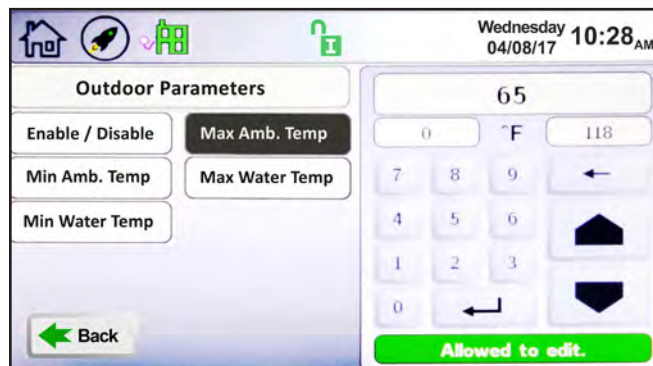 I
Wednesday
04/08/17
10:28 AM
Outdoor Parameters
Enable / Disable
Max Amb. Temp
Min Amb. Temp
Max Water Temp
Min Water Temp
Back
65
0 °F 118
7 8 9
4 5 6
1 2 3
0
Allowed to edit.